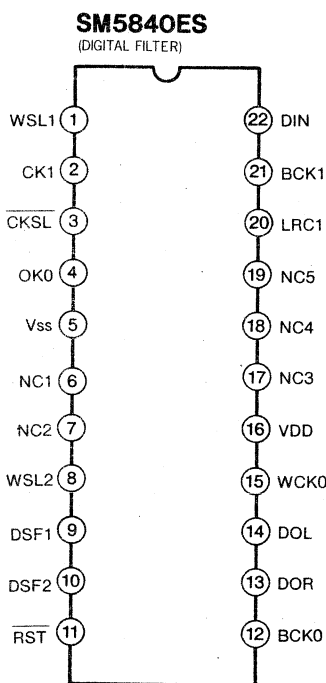 SM5840ES
(DIGITAL FILTER)
WSL1 1 22 DIN
CK1 2 21 BCK1
CKSL 3 20 LRC1
OK0 4 19 NC5
Vss 5 18 NC4
NC1 6 17 NC3
NC2 7 16 VDD
WSL2 8 15 WCK0
DSF1 9 14 DOL
DSF2 10 13 DOR
RST 11 12 BCK0